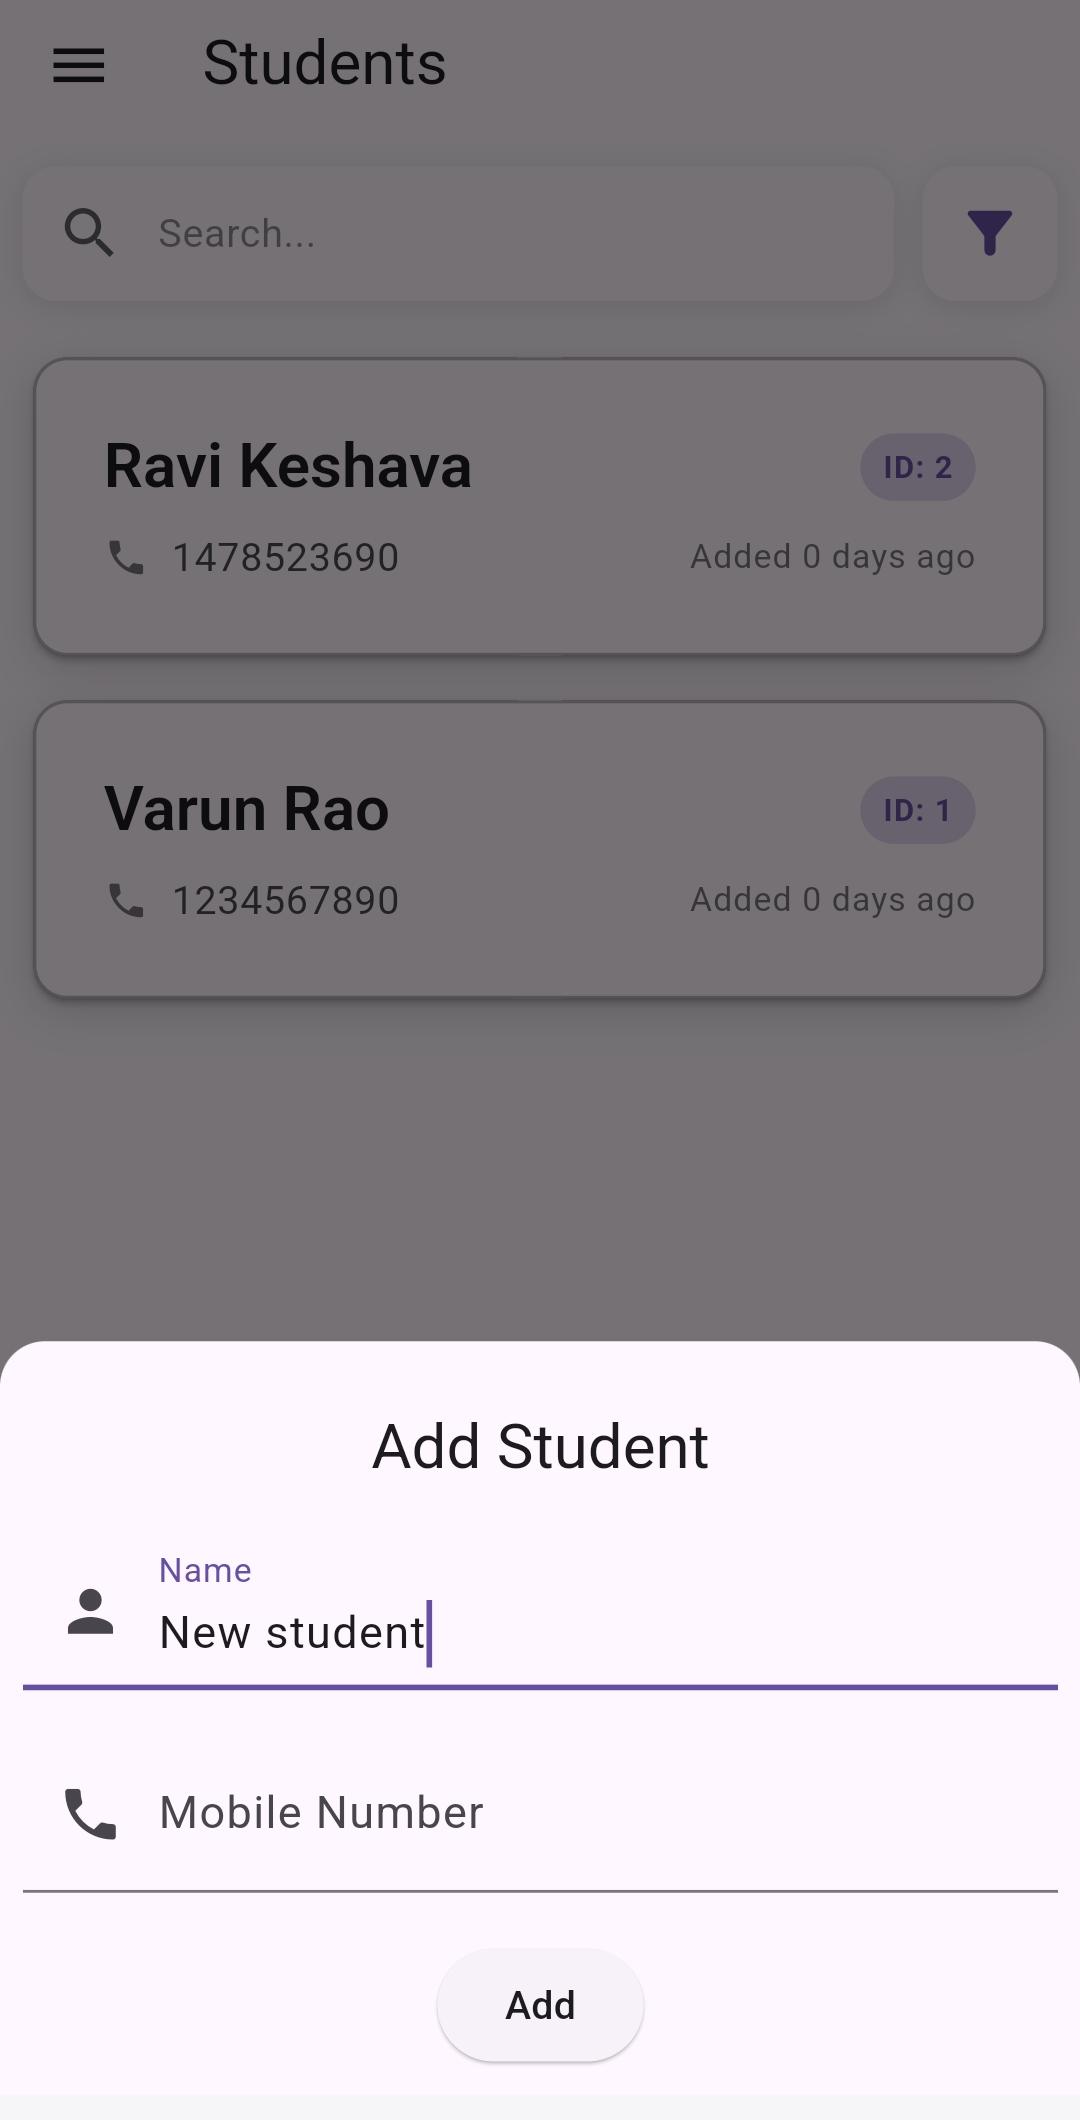 Students
Search...
Ravi Keshava
ID: 2
1478523690
Added 0 days ago
Varun Rao
ID: 1
1234567890
Added 0 days ago
Add Student
Name
New student
Mobile Number
Add